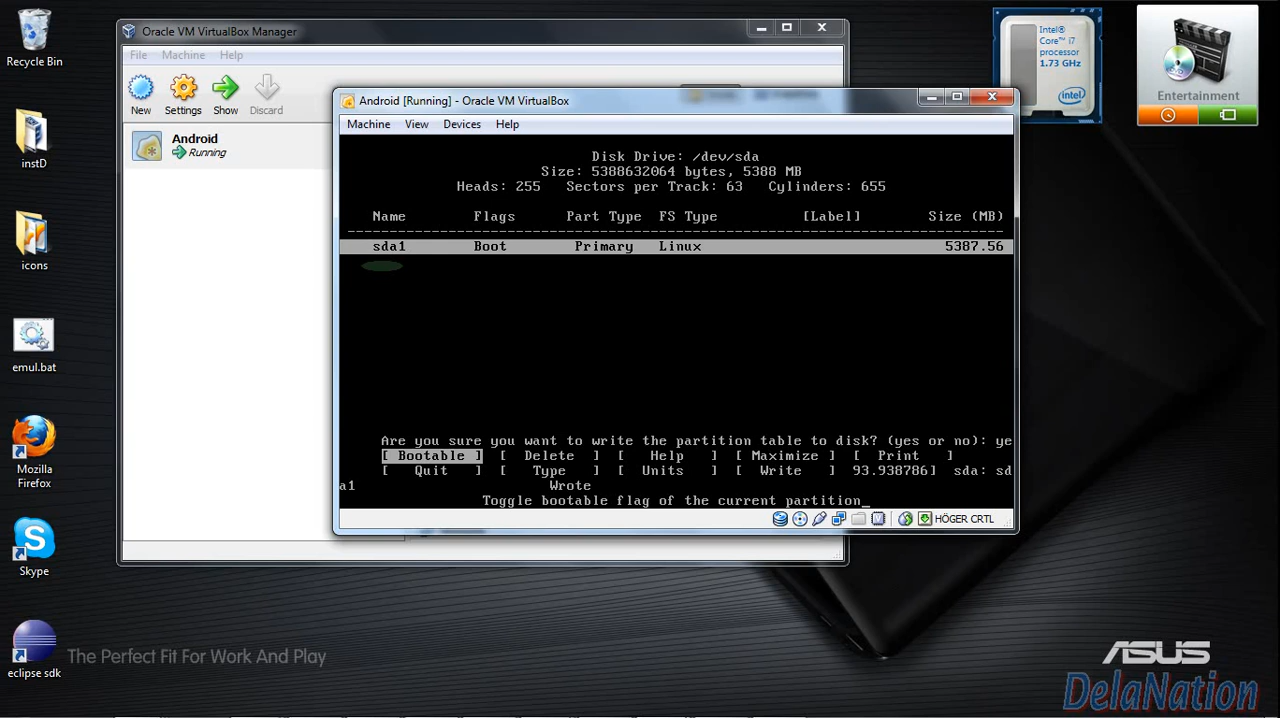 Recycle Bin
instD
icons
emul.bat
Mozilla
Firefox
Skype
eclipse sdk
Oracle VM VirtualBox Manager
File Machine Help
New Settings Show Discard
Android
Running
Android [Running] - Oracle VM VirtualBox
Machine View Devices Help
Disk Drive: /dev/sda
Size: 5388632064 bytes, 5388 MB
Heads: 255 Sectors per Track: 63 Cylinders: 655
Name Flags Part Type FS Type [Label] Size (MB)
------------------------------------------------------------------------------
sda1 Boot Primary Linux 5387.56
Are you sure you want to write the partition table to disk? (yes or no): ye
[ Bootable ] [ Delete ] [ Help ] [ Maximize ] [ Print ]
[ Quit ] [ Type ] [ Units ] [ Write ] 93.938786] sda: sd
a1 Wrote
Toggle bootable flag of the current partition_
HÖGER CRTL
Intel®
Core™ i7
processor
1.73 GHz
intel
Entertainment
The Perfect Fit For Work And Play
ASUS
DelaNation